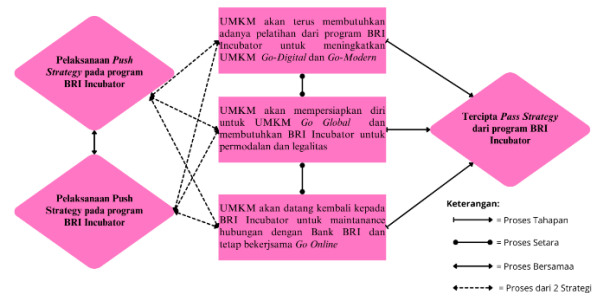 Pelaksanaan Push
Strategy pada program
BRI Incubator
Pelaksanaan Push
Strategy pada program
BRI Incubator
UMKM akan terus membutuhkan
adanya pelatihan dari program BRI
Incubator untuk meningkatkan
UMKM Go-Digital dan Go-Modern
UMKM akan mempersiapkan diri
untuk UMKM Go Global dan
membutuhkan BRI Incubator untuk
permodalan dan legalitas
UMKM akan datang kembali kepada
BRI Incubator untuk maintanance
hubungan dengan Bank BRI dan
tetap bekerjsama Go Online
Tercipta Pass Strategy
dari program BRI
Incubator
Keterangan:
= Proses Tahapan
= Proses Setara
= Proses Bersamaa
= Proses dari 2 Strategi